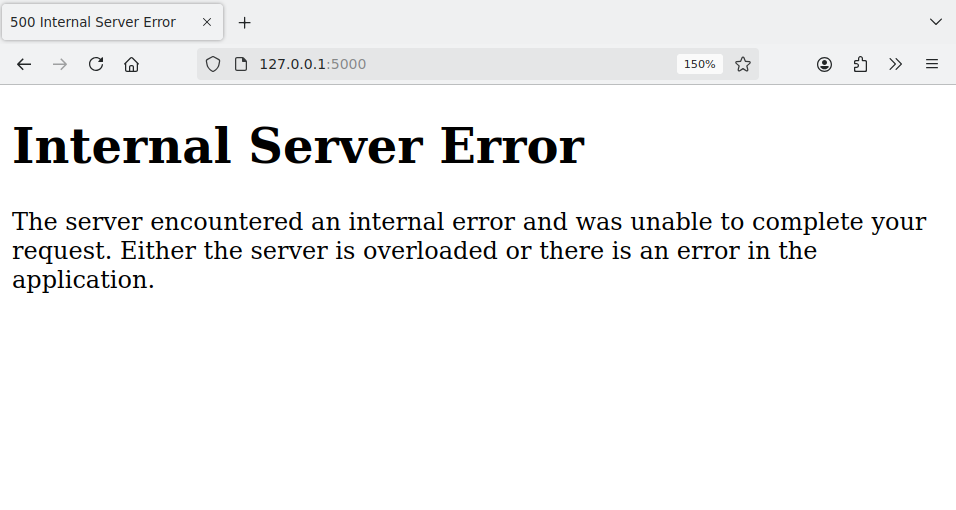 500 Internal Server Error
127.0.0.1:5000
150%
Internal Server Error
The server encountered an internal error and was unable to complete your
request. Either the server is overloaded or there is an error in the
application.